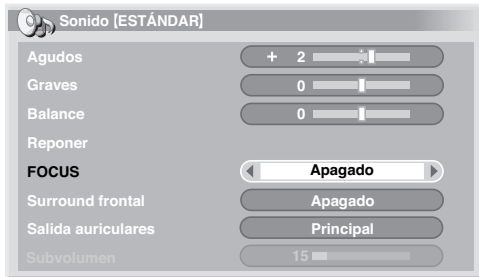 Sonido [ESTÁNDAR]
Agudos + 2
Graves 0
Balance 0
Reponer
FOCUS Apagado
Surround frontal Apagado
Salida auriculares Principal
Subvolumen 15